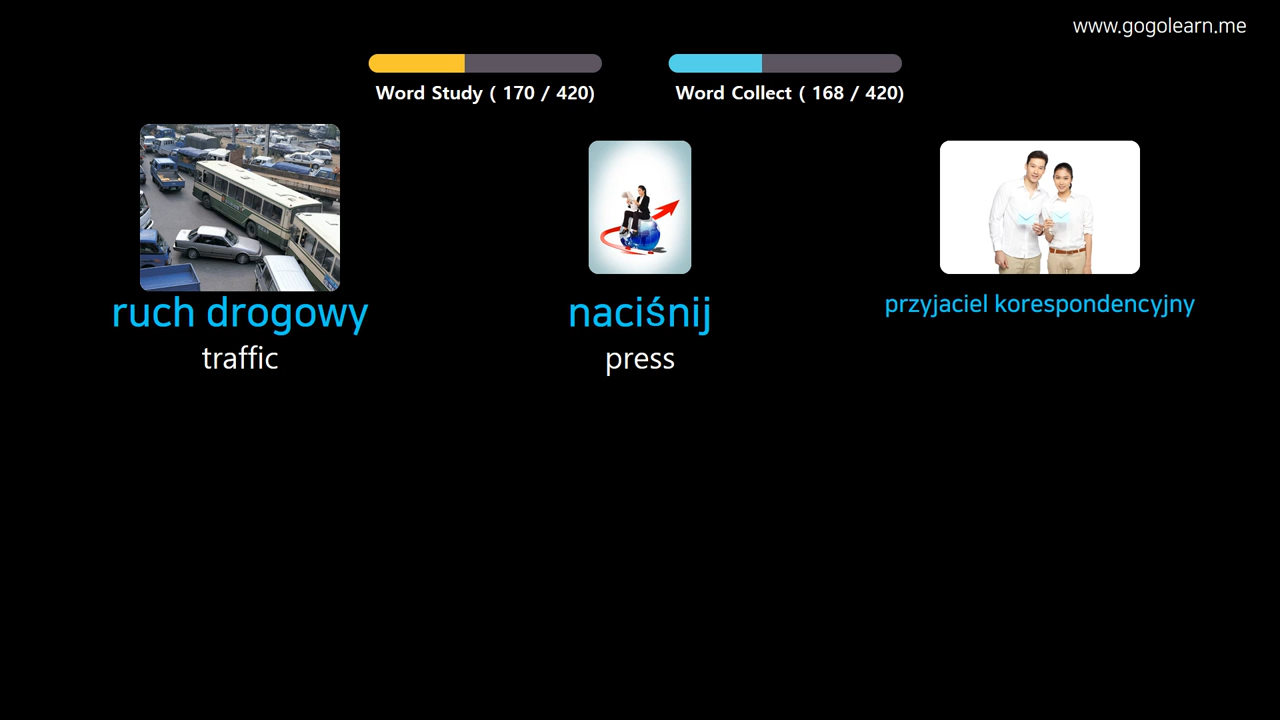 www.gogolearn.me
Word Study ( 170 / 420)
Word Collect ( 168 / 420)
ruch drogowy
traffic
naciśnij
press
przyjaciel korespondencyjny